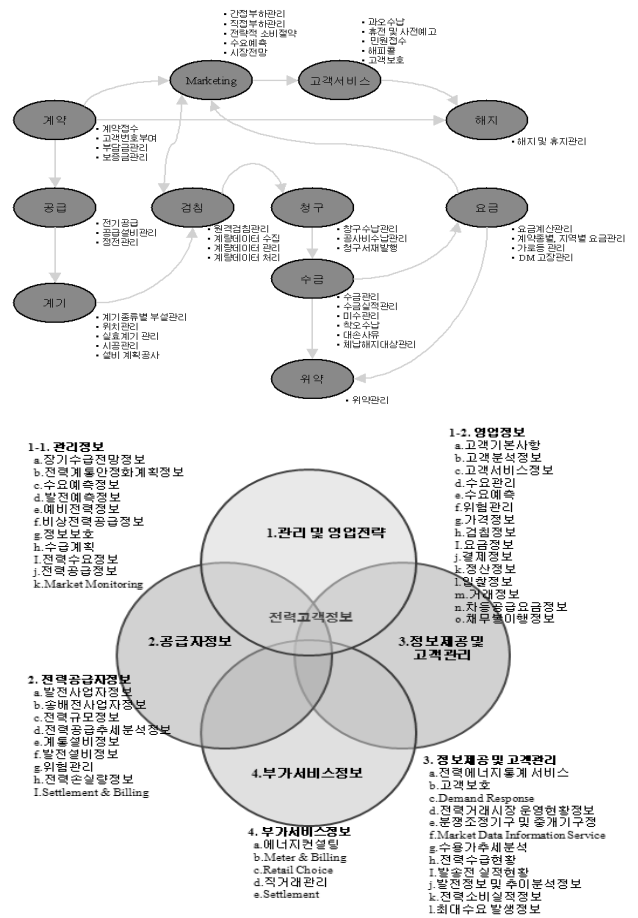 • 간접부하관리
• 직접부하관리
• 전략적 소비절약
• 수요예측
• 시장전망
Marketing
• 과오수납
• 휴전 및 사전예고
• 민원접수
• 해피콜
• 고객보호
고객서비스
계약
• 계약접수
• 고객번호부여
• 부담금관리
• 보증금관리
해지
• 해지 및 휴지관리
공급
• 전기공급
• 공급설비관리
• 정전관리
검침
• 원격검침관리
• 계량데이터 수집
• 계량데이터 관리
• 계량데이터 처리
청구
• 청구수납관리
• 공사비수납관리
• 청구서재발행
요금
• 요금계산관리
• 계약종별, 지역별 요금관리
• 가로등 관리
• DM 고장관리
계기
• 계기종류별 부설관리
• 위치관리
• 실효계기 관리
• 시공관리
• 설비 계획공사
수금
• 수금관리
• 수금실적관리
• 미수관리
• 착오수납
• 대손사유
• 체납해지대상관리
위약
• 위약관리
1-1. 관리정보
a.장기수급전망정보
b.전력계통안정화계획정보
c.수요예측정보
d.발전예측정보
e.예비전력정보
f.비상전력공급정보
g.정보보호
h.수급계획
I.전력수요정보
j.전력공급정보
k.Market Monitoring
1-2. 영업정보
a.고객기본사항
b.고객분석정보
c.고객서비스정보
d.수요관리
e.수요예측
f.위험관리
g.가격정보
h.검침정보
I.요금정보
j.결제정보
k.정산정보
l.입찰정보
m.거래정보
n.차등공급요금정보
o.채무불이행정보
1.관리 및 영업전략
전력고객정보
2.공급자정보
3.정보제공 및
고객관리
4.부가서비스정보
2. 전력공급자정보
a.발전사업자정보
b.송배전사업자정보
c.전력규모정보
d.전력공급추세분석정보
e.계통설비정보
f.발전설비정보
g.위험관리
h.전력손실량정보
I.Settlement & Billing
3. 정보제공 및 고객관리
a.전력에너지통계 서비스
b.고객보호
c.Demand Response
d.전력거래시장 운영현황정보
e.분쟁조정기구 및 중개기구정
f.Market Data Information Service
g.수용가추세분석
h.전력수급현황
I.발송전 실적현황
j.발전정보 및 추이분석정보
k.전력소비실적정보
l.최대수요 발생정보
4. 부가서비스정보
a.에너지컨설팅
b.Meter & Billing
c.Retail Choice
d.직거래관리
e.Settlement